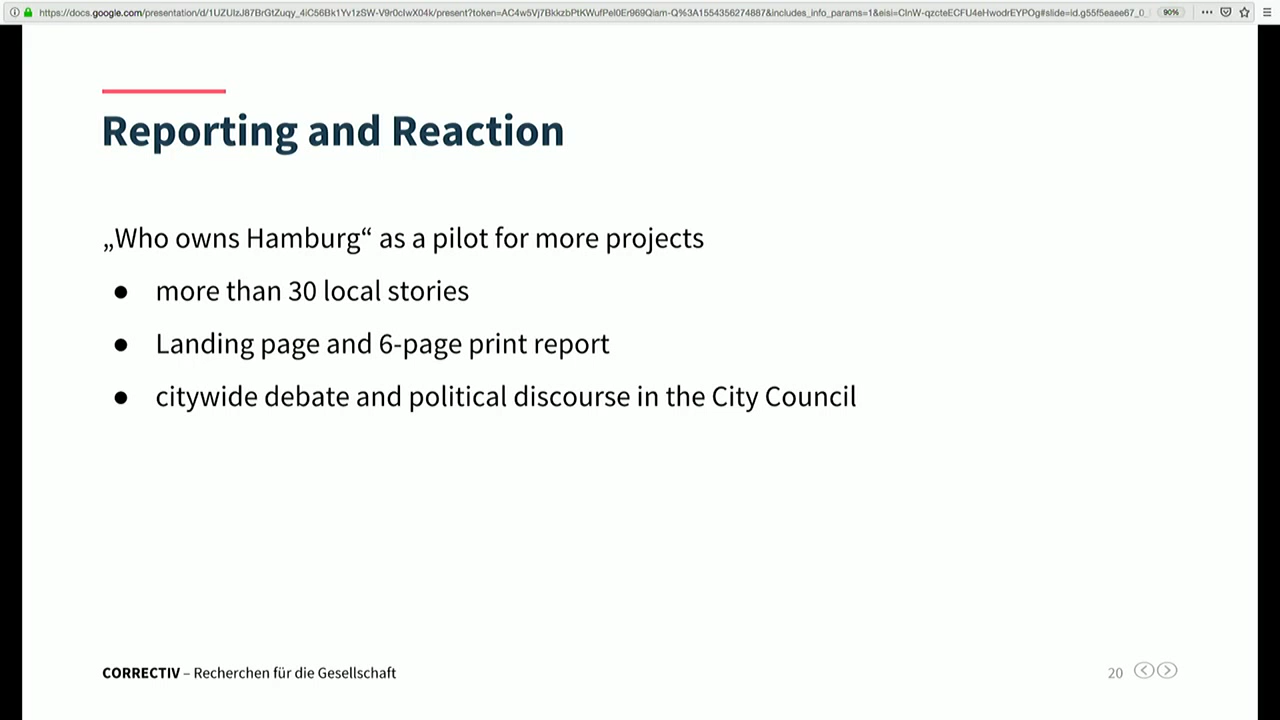 Reporting and Reaction
„Who owns Hamburg“ as a pilot for more projects
● more than 30 local stories
● Landing page and 6-page print report
● citywide debate and political discourse in the City Council
CORRECTIV – Recherchen für die Gesellschaft
20
90%